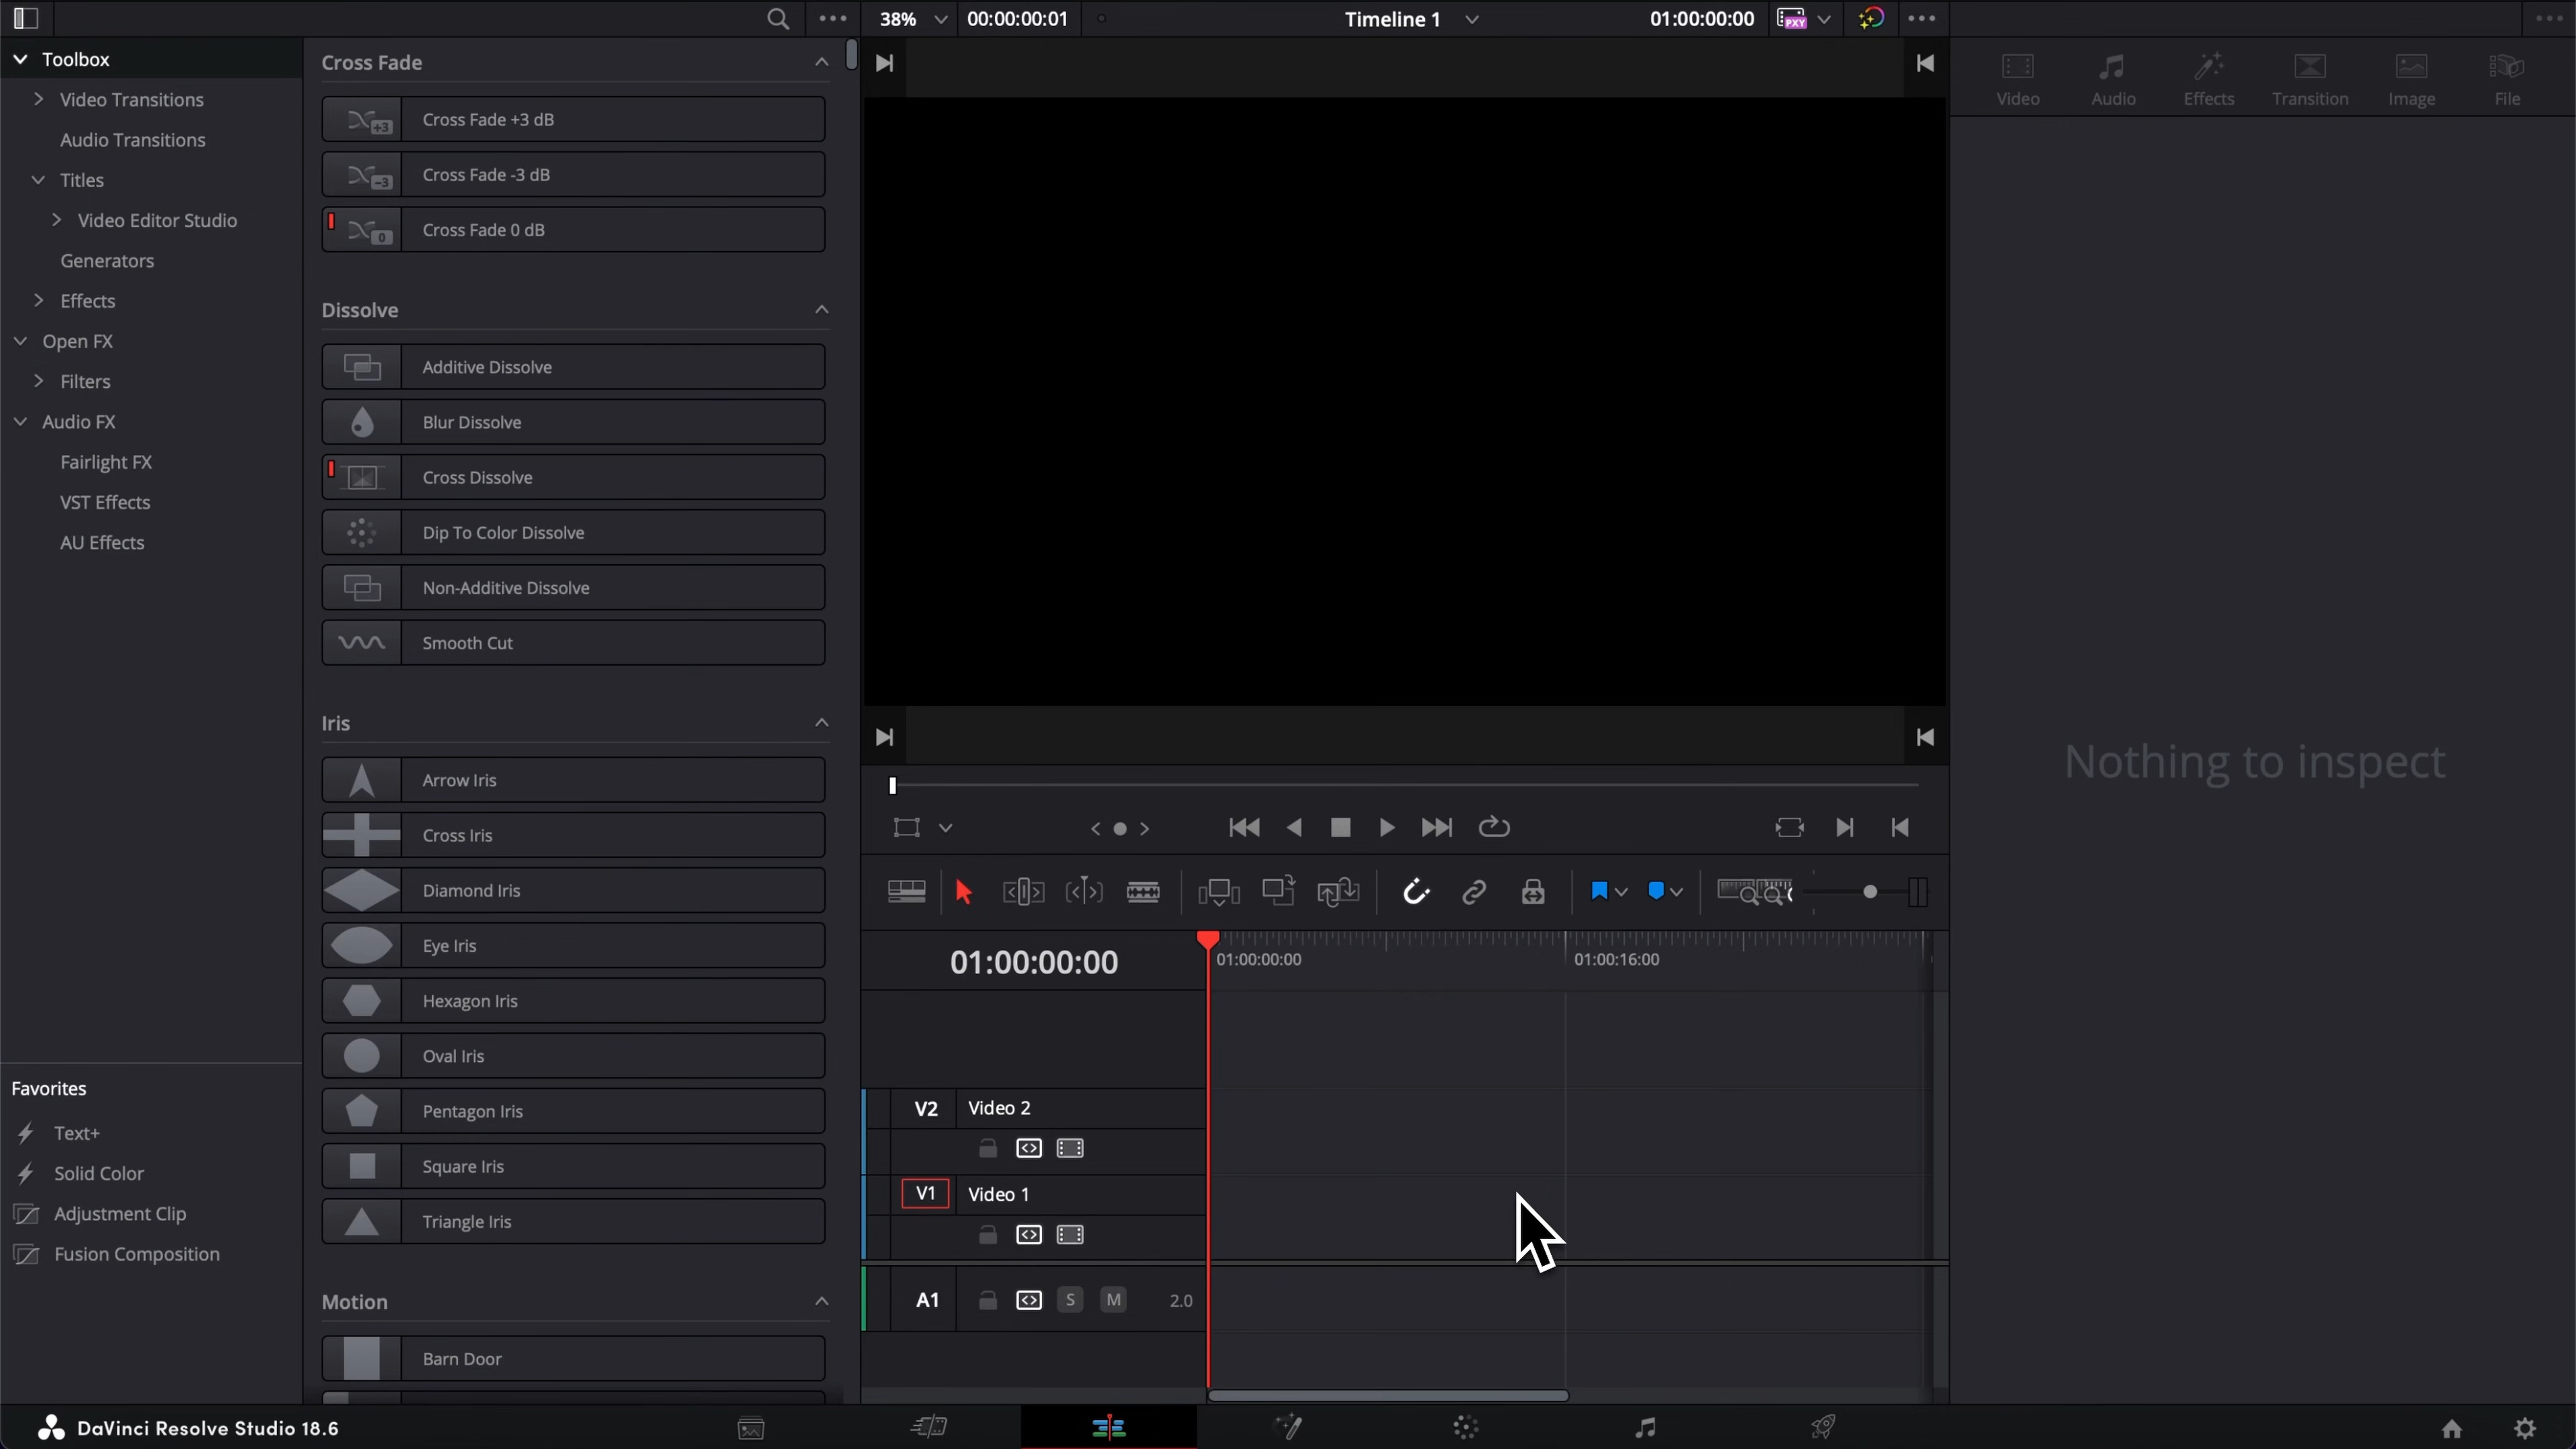 38%
00:00:00:01
Timeline 1
01:00:00:00
PXY
Toolbox
Video Transitions
Audio Transitions
Titles
Video Editor Studio
Generators
Effects
Open FX
Filters
Audio FX
Fairlight FX
VST Effects
AU Effects
Favorites
Text+
Solid Color
Adjustment Clip
Fusion Composition
Cross Fade
+3
Cross Fade +3 dB
-3
Cross Fade -3 dB
0
Cross Fade 0 dB
Dissolve
Additive Dissolve
Blur Dissolve
Cross Dissolve
Dip To Color Dissolve
Non-Additive Dissolve
Smooth Cut
Iris
Arrow Iris
Cross Iris
Diamond Iris
Eye Iris
Hexagon Iris
Oval Iris
Pentagon Iris
Square Iris
Triangle Iris
Motion
Barn Door
Video
Audio
Effects
Transition
Image
File
Nothing to inspect
01:00:00:00
01:00:00:00
01:00:16:00
V2
Video 2
V1
Video 1
A1
S
M
2.0
DaVinci Resolve Studio 18.6